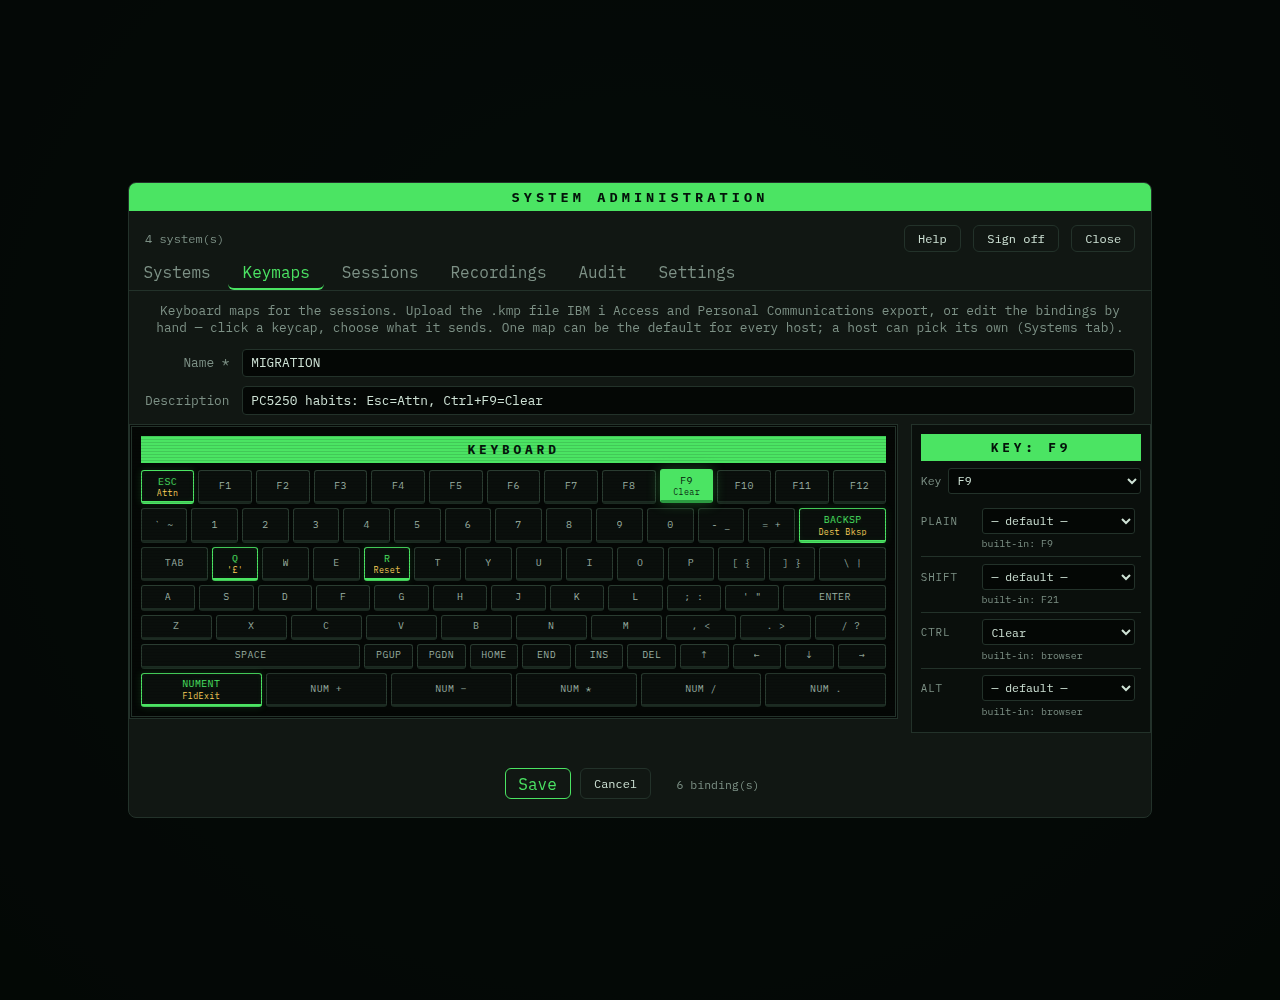 SYSTEM ADMINISTRATION
4 system(s)
Help
Sign off
Close
Systems
Keymaps
Sessions
Recordings
Audit
Settings
Keyboard maps for the sessions. Upload the .kmp file IBM i Access and Personal Communications export, or edit the bindings by
hand — click a keycap, choose what it sends. One map can be the default for every host; a host can pick its own (Systems tab).
Name *
MIGRATION
Description
PC5250 habits: Esc=Attn, Ctrl+F9=Clear
KEYBOARD
ESC
Attn
F1
F2
F3
F4
F5
F6
F7
F8
F9
Clear
F10
F11
F12
` ~
1
2
3
4
5
6
7
8
9
0
- _
= +
BACKSP
Dest Bksp
TAB
Q
'£'
W
E
R
Reset
T
Y
U
I
O
P
[ {
] }
\ |
A
S
D
F
G
H
J
K
L
; :
' "
ENTER
Z
X
C
V
B
N
M
, <
. >
/ ?
SPACE
PGUP
PGDN
HOME
END
INS
DEL
↑
←
↓
→
NUMENT
FldExit
NUM +
NUM −
NUM *
NUM /
NUM .
KEY: F9
Key
F9
PLAIN
— default —
built-in: F9
SHIFT
— default —
built-in: F21
CTRL
Clear
built-in: browser
ALT
— default —
built-in: browser
Save
Cancel
6 binding(s)